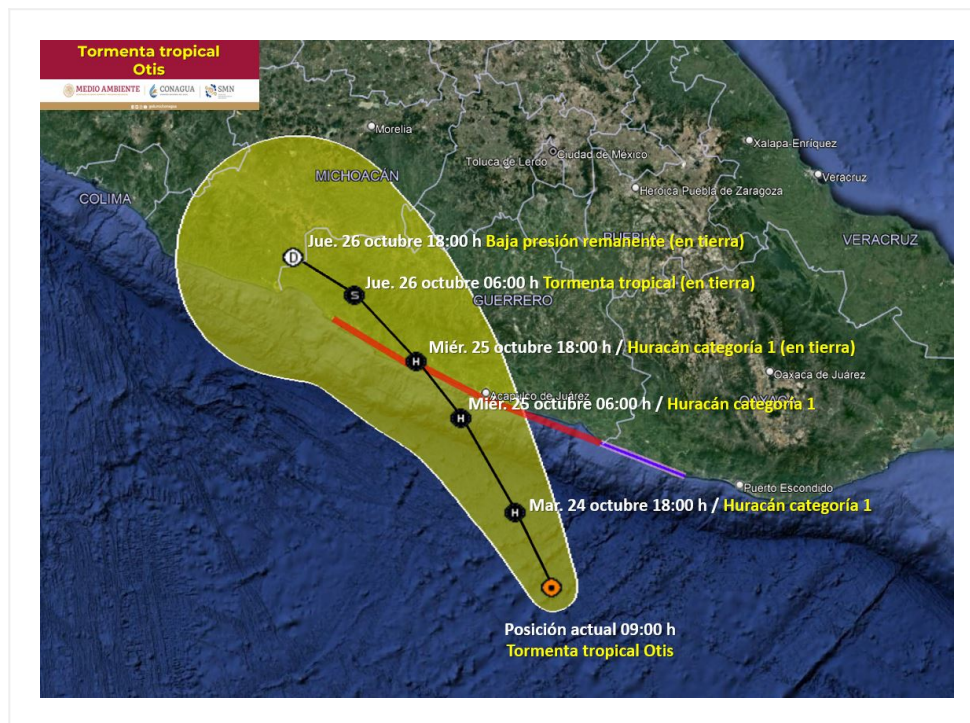 Tormenta tropical
Otis
MEDIO AMBIENTE
CONAGUA
SMN
Morelia
Xalapa-Enríquez
Toluca de Lerdo
Ciudad de México
MICHOACÁN
Veracruz
Heróica Puebla de Zaragoza
COLIMA
PUEBLA
VERACRUZ
D
Jue. 26 octubre 18:00 h Baja presión remanente (en tierra)
S
Jue. 26 octubre 06:00 h Tormenta tropical (en tierra)
GUERRERO
H
Miér. 25 octubre 18:00 h / Huracán categoría 1 (en tierra)
Oaxaca de Juárez
Acapulco de Juárez
OAXACA
H
Miér. 25 octubre 06:00 h / Huracán categoría 1
Puerto Escondido
H
Mar. 24 octubre 18:00 h / Huracán categoría 1
Posición actual 09:00 h
Tormenta tropical Otis